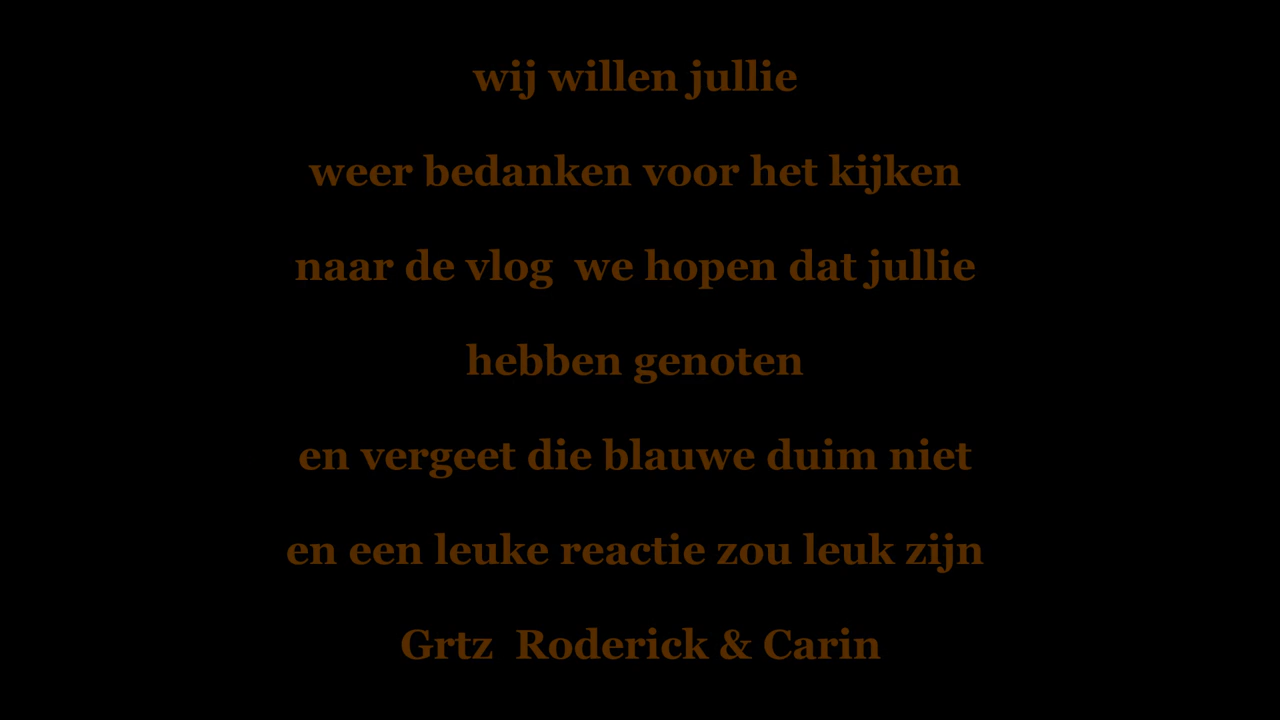 wij willen jullie
weer bedanken voor het kijken
naar de vlog  we hopen dat jullie
hebben genoten
en vergeet die blauwe duim niet
en een leuke reactie zou leuk zijn
Grtz  Roderick & Carin